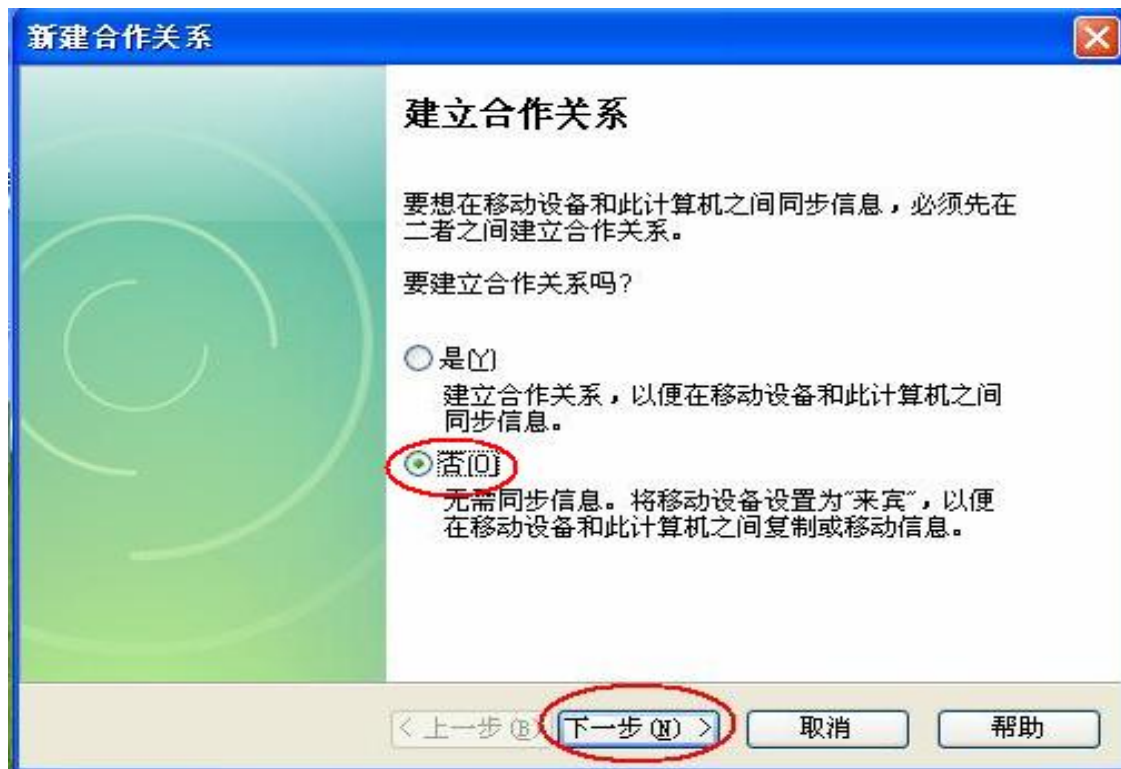 新建合作关系
建立合作关系
要想在移动设备和此计算机之间同步信息，必须先在
二者之间建立合作关系。
要建立合作关系吗？
是(Y)
建立合作关系，以便在移动设备和此计算机之间
同步信息。
否(O)
无需同步信息。将移动设备设置为"来宾"，以便
在移动设备和此计算机之间复制或移动信息。
< 上一步(B) 下一步(N) > 取消 帮助